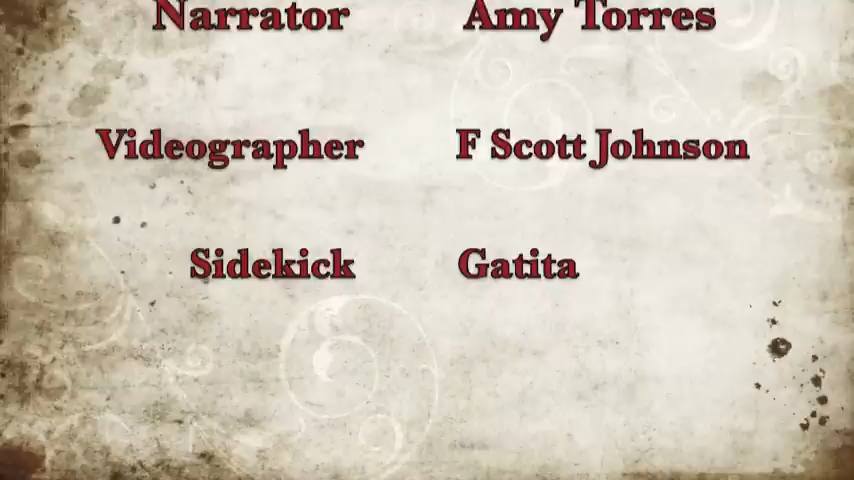 Narrator Amy Torres
Videographer F Scott Johnson
Sidekick Gatita